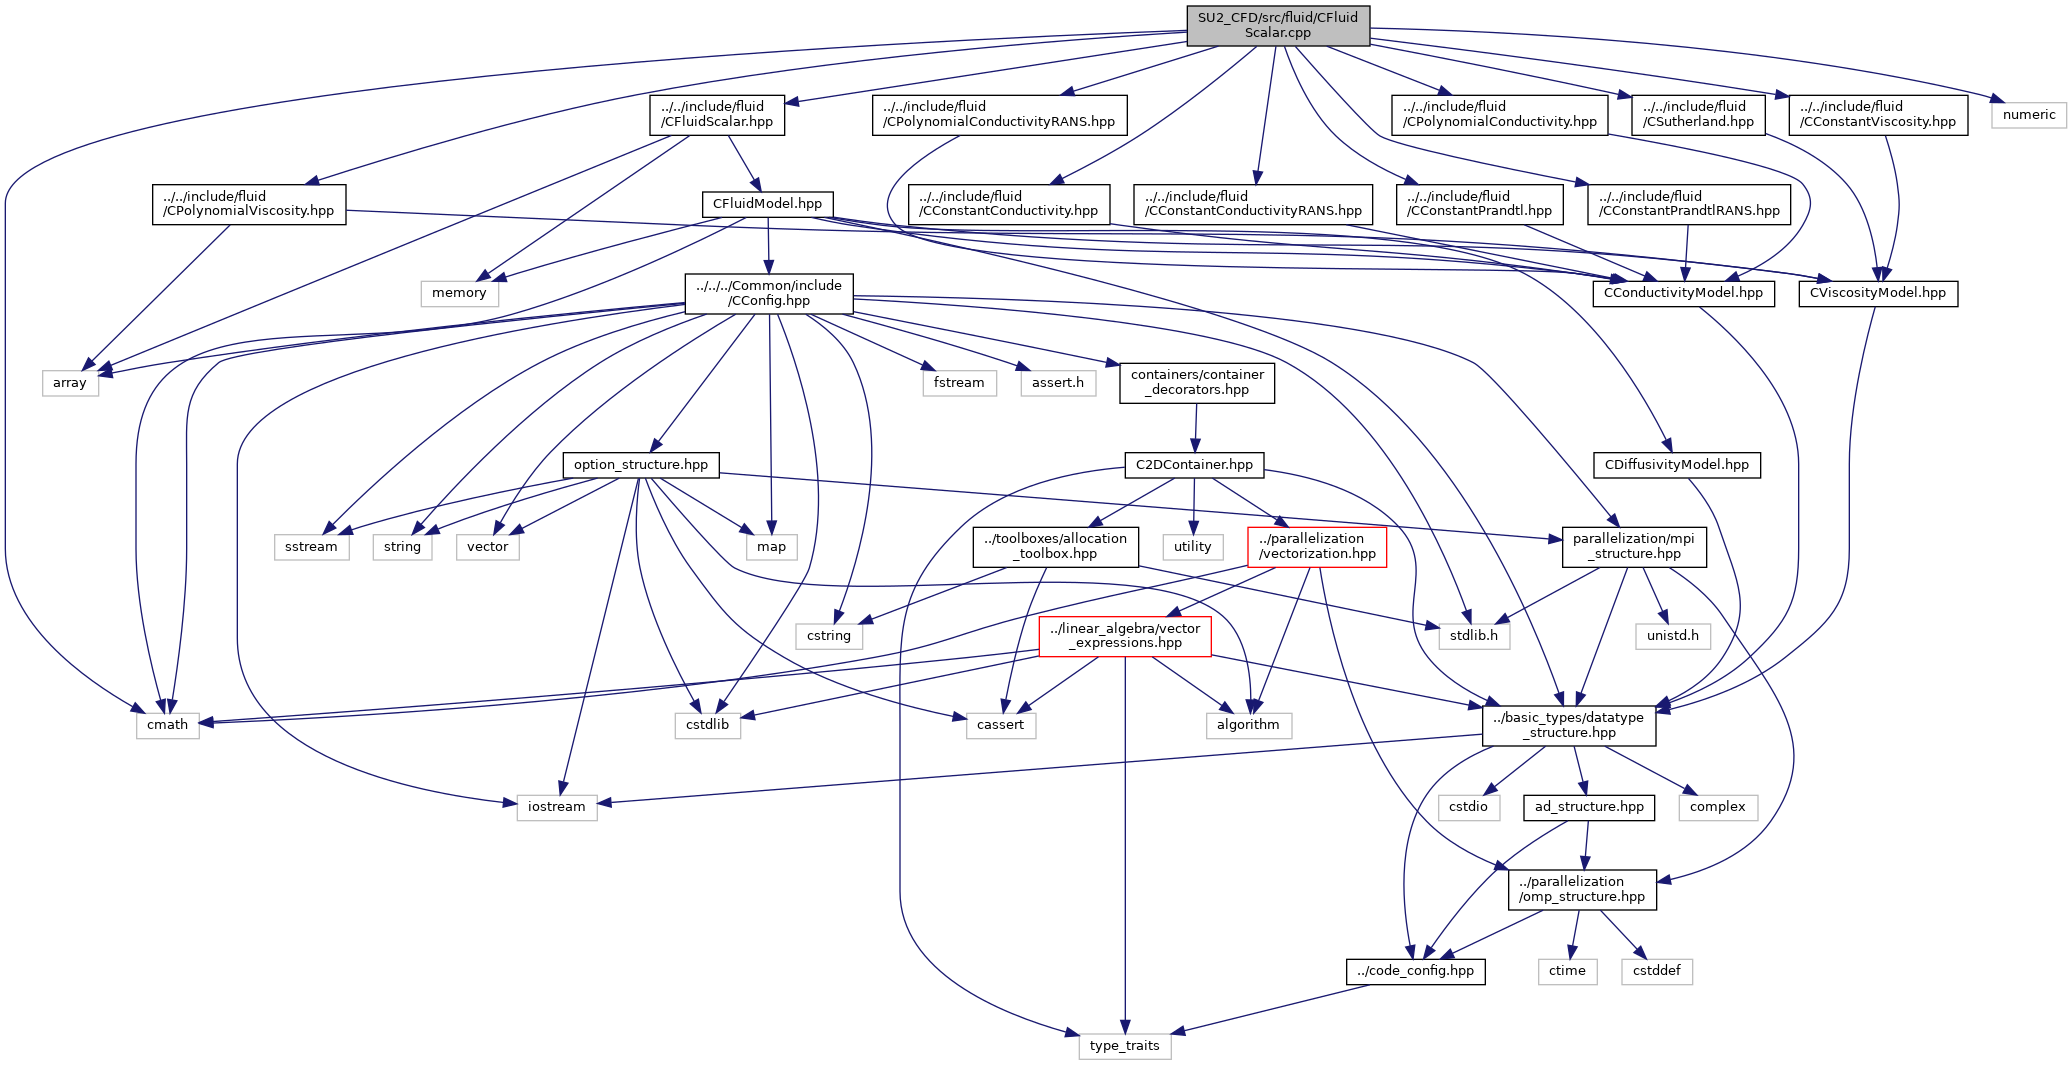 SU2_CFD/src/fluid/CFluid
Scalar.cpp
../../include/fluid
/CFluidScalar.hpp
../../include/fluid
/CPolynomialConductivityRANS.hpp
../../include/fluid
/CPolynomialConductivity.hpp
../../include/fluid
/CSutherland.hpp
../../include/fluid
/CConstantViscosity.hpp
numeric
../../include/fluid
/CPolynomialViscosity.hpp
CFluidModel.hpp
../../include/fluid
/CConstantConductivity.hpp
../../include/fluid
/CConstantConductivityRANS.hpp
../../include/fluid
/CConstantPrandtl.hpp
../../include/fluid
/CConstantPrandtlRANS.hpp
memory
../../../Common/include
/CConfig.hpp
CConductivityModel.hpp
CViscosityModel.hpp
array
fstream
assert.h
containers/container
_decorators.hpp
option_structure.hpp
C2DContainer.hpp
CDiffusivityModel.hpp
sstream
string
vector
map
../toolboxes/allocation
_toolbox.hpp
utility
../parallelization
/vectorization.hpp
parallelization/mpi
_structure.hpp
cstring
../linear_algebra/vector
_expressions.hpp
stdlib.h
unistd.h
cmath
cstdlib
cassert
algorithm
../basic_types/datatype
_structure.hpp
iostream
cstdio
ad_structure.hpp
complex
../parallelization
/omp_structure.hpp
../code_config.hpp
ctime
cstddef
type_traits